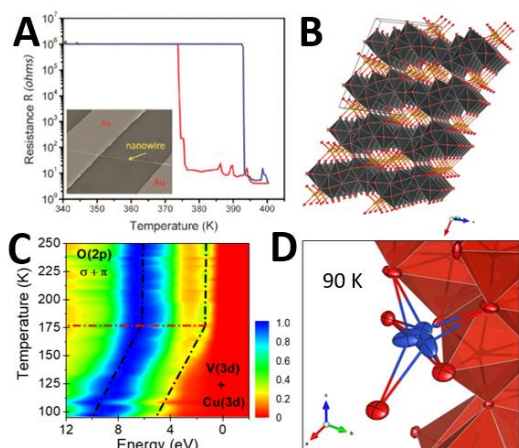 A
Resistance R (ohms)
10⁷
10⁶
10⁵
10⁴
10³
10²
10¹
10⁰
Au
nanowire
Au
340 350 360 370 380 390 400
Temperature (K)
B
C
Temperature (K)
250
225
200
175
150
125
100
O(2p)
σ + π
V(3d)
+
Cu(3d)
1.0
0.8
0.6
0.4
0.2
0.0
12 8 4 0
Energy (eV)
D
90 K
c
a
b